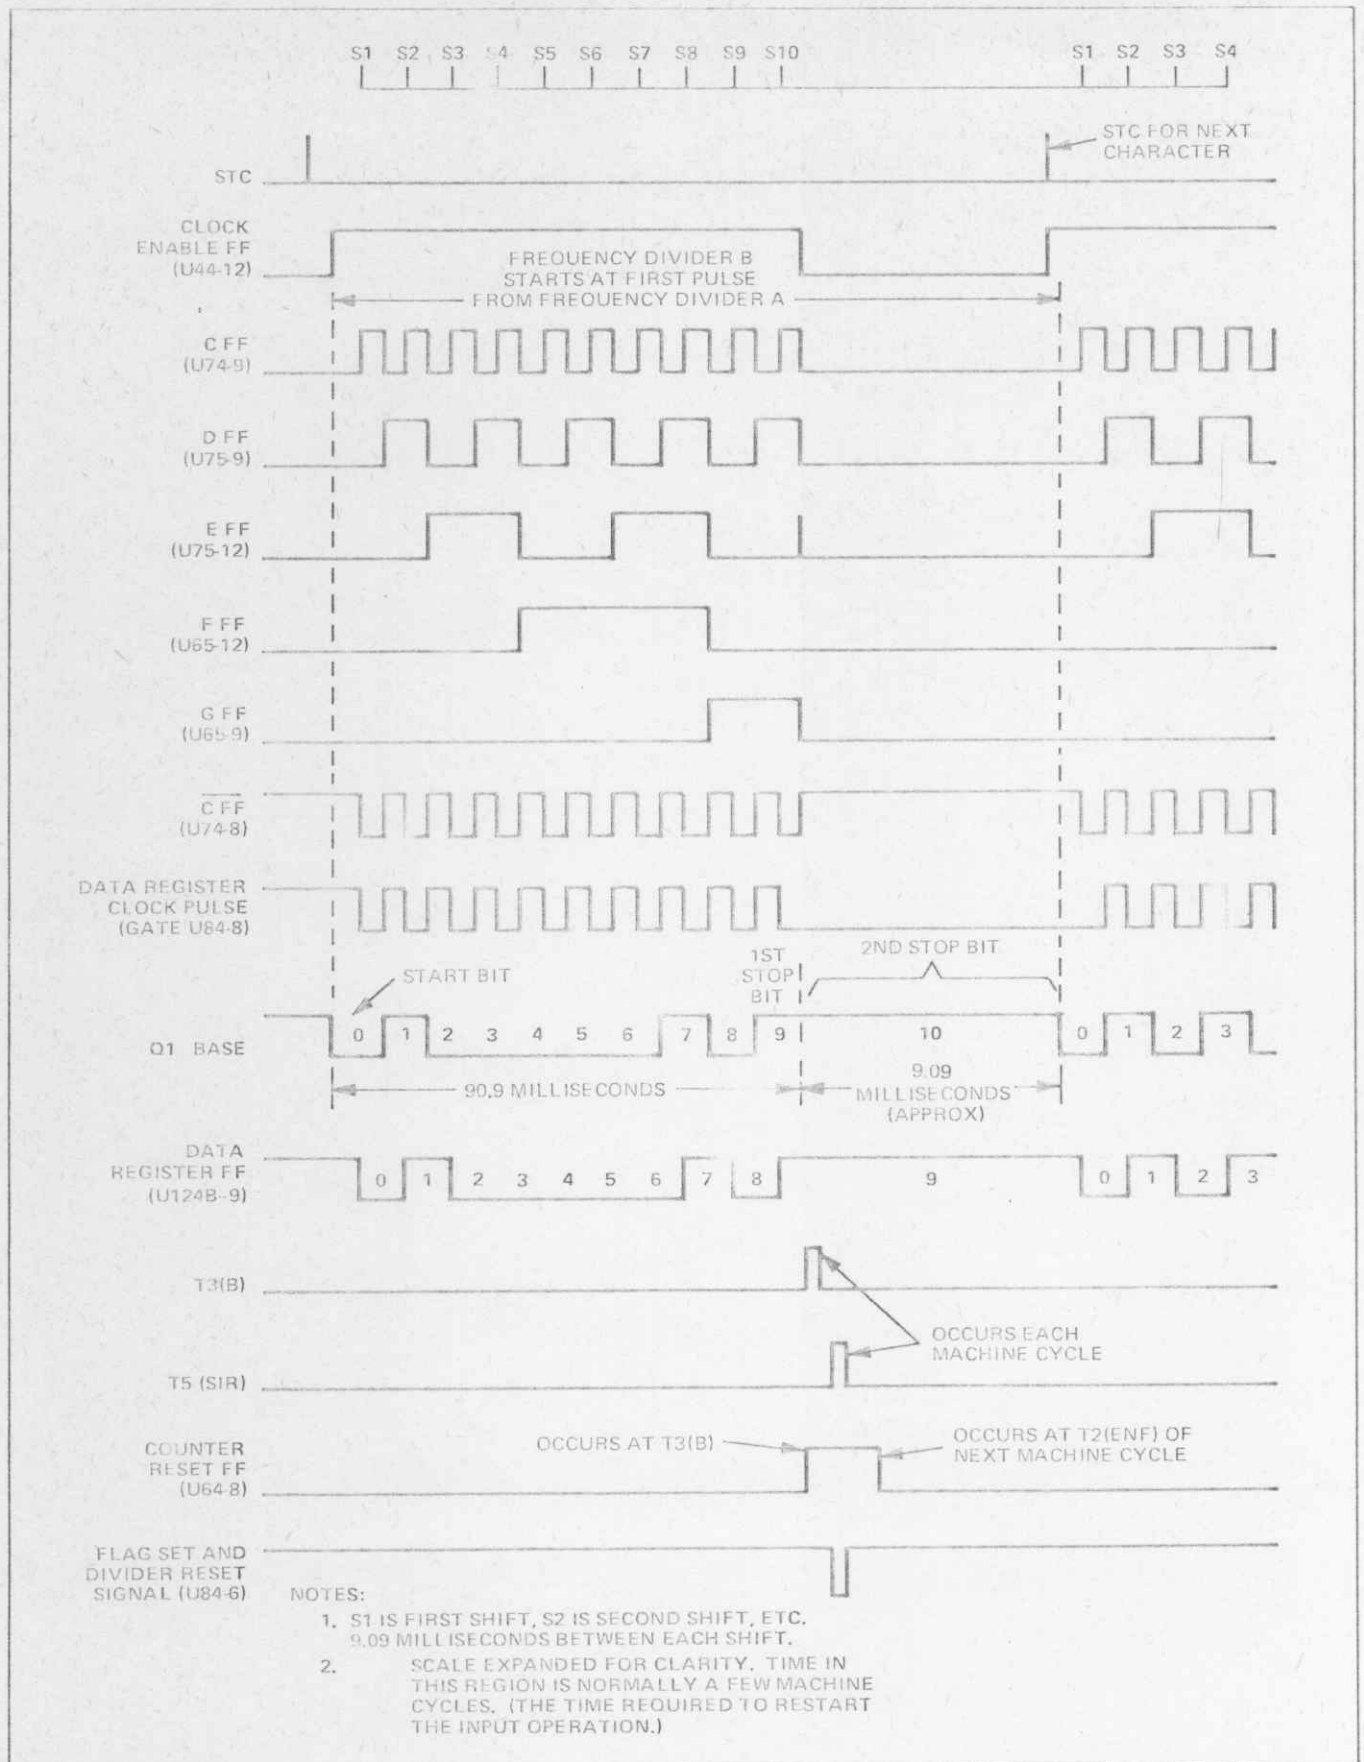 S1 S2 S3 S4 S5 S6 S7 S8 S9 S10 S1 S2 S3 S4
STC FOR NEXT
CHARACTER
STC
CLOCK
ENABLE FF
(U44-12)
FREQUENCY DIVIDER B
STARTS AT FIRST PULSE
FROM FREQUENCY DIVIDER A
C FF
(U74-9)
D FF
(U75-9)
E FF
(U75-12)
F FF
(U65-12)
G FF
(U65-9)
C FF
(U74-8)
DATA REGISTER
CLOCK PULSE
(GATE U84-8)
START BIT
1ST
STOP
BIT
2ND STOP BIT
Q1 BASE
0 1 2 3 4 5 6 7 8 9 10 0 1 2 3
90.9 MILLISECONDS
9.09
MILLISECONDS
(APPROX)
DATA
REGISTER FF
(U124B-9)
0 1 2 3 4 5 6 7 8 9 0 1 2 3
T3(B)
OCCURS EACH
MACHINE CYCLE
T5 (SIR)
COUNTER
RESET FF
(U64-8)
OCCURS AT T3(B)
OCCURS AT T2(ENF) OF
NEXT MACHINE CYCLE
FLAG SET AND
DIVIDER RESET
SIGNAL (U84-6)
NOTES:
1. S1 IS FIRST SHIFT, S2 IS SECOND SHIFT, ETC.
9.09 MILLISECONDS BETWEEN EACH SHIFT.
2. SCALE EXPANDED FOR CLARITY. TIME IN
THIS REGION IS NORMALLY A FEW MACHINE
CYCLES. (THE TIME REQUIRED TO RESTART
THE INPUT OPERATION.)